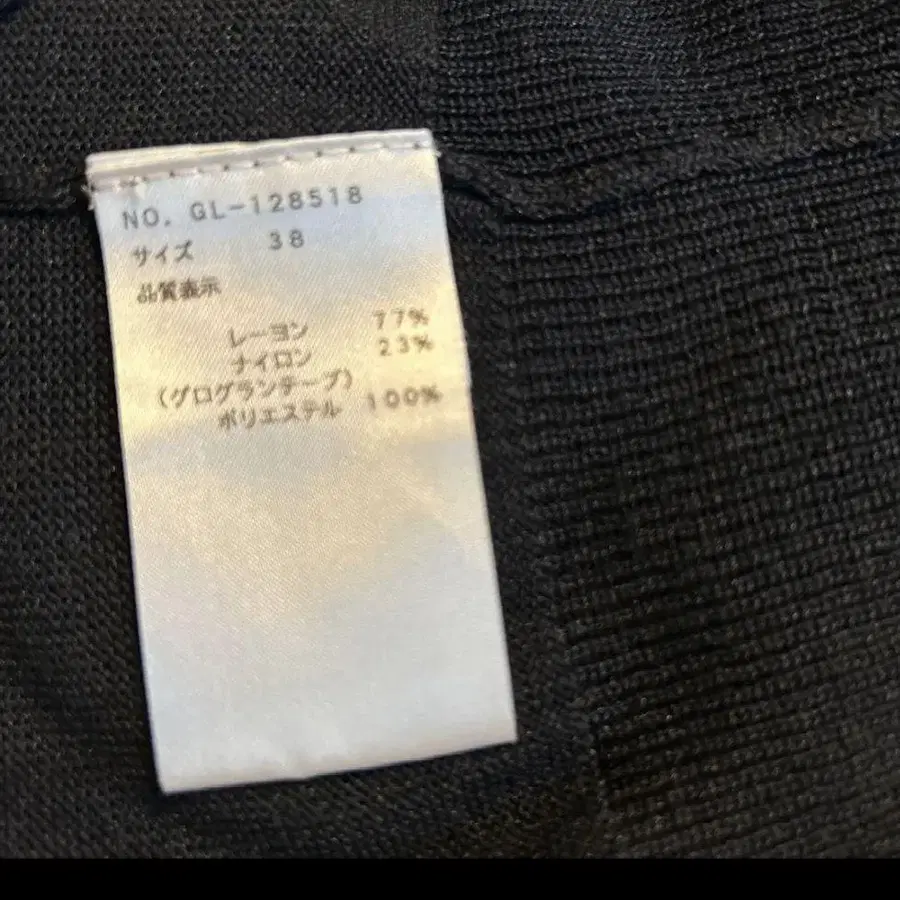 NO. GL-128518
サイズ 38
品質表示
レーヨン 77%
ナイロン 23%
(グログランテープ)
ポリエステル 100%